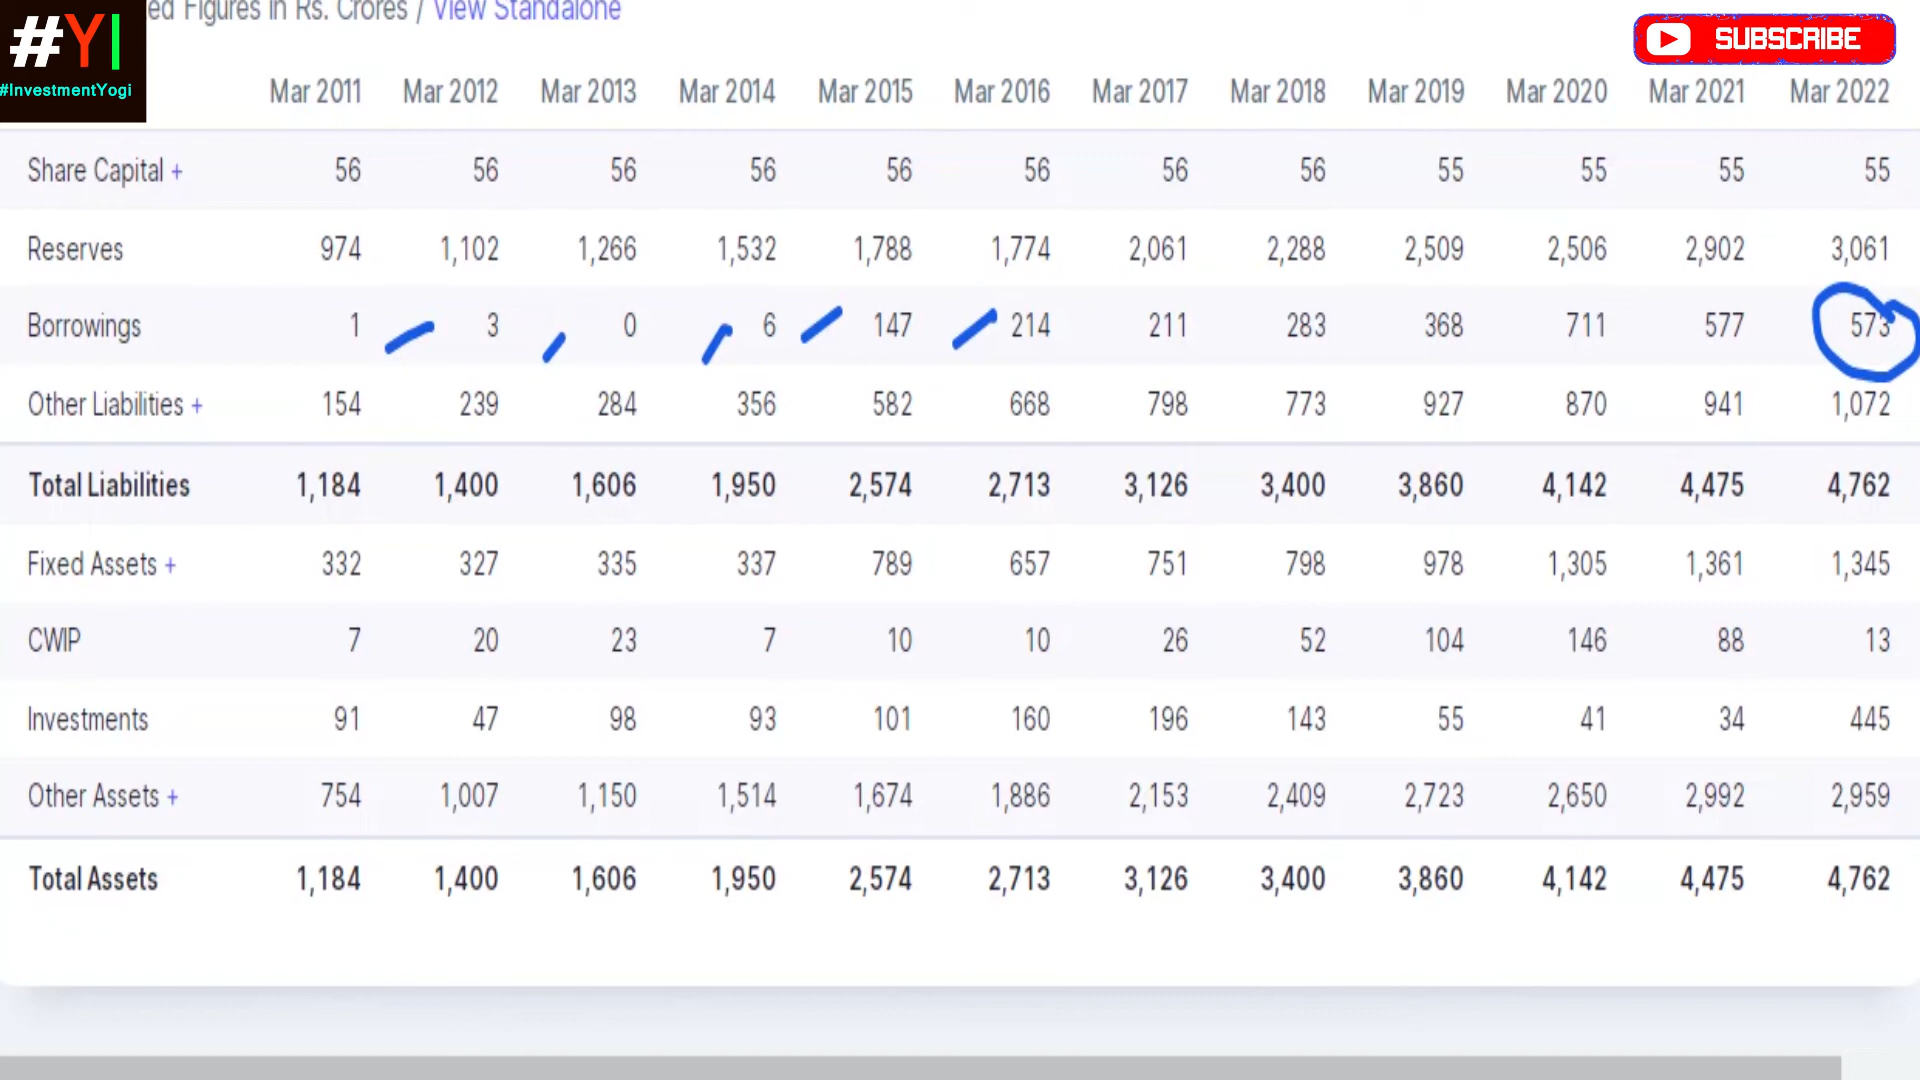 ed Figures in Rs. Crores / View Standalone
#YI
#InvestmentYogi
SUBSCRIBE
Mar 2011 Mar 2012 Mar 2013 Mar 2014 Mar 2015 Mar 2016 Mar 2017 Mar 2018 Mar 2019 Mar 2020 Mar 2021 Mar 2022
Share Capital + 56 56 56 56 56 56 56 56 55 55 55 55
Reserves 974 1,102 1,266 1,532 1,788 1,774 2,061 2,288 2,509 2,506 2,902 3,061
Borrowings 1 3 0 6 147 214 211 283 368 711 577 573
Other Liabilities + 154 239 284 356 582 668 798 773 927 870 941 1,072
Total Liabilities 1,184 1,400 1,606 1,950 2,574 2,713 3,126 3,400 3,860 4,142 4,475 4,762
Fixed Assets + 332 327 335 337 789 657 751 798 978 1,305 1,361 1,345
CWIP 7 20 23 7 10 10 26 52 104 146 88 13
Investments 91 47 98 93 101 160 196 143 55 41 34 445
Other Assets + 754 1,007 1,150 1,514 1,674 1,886 2,153 2,409 2,723 2,650 2,992 2,959
Total Assets 1,184 1,400 1,606 1,950 2,574 2,713 3,126 3,400 3,860 4,142 4,475 4,762